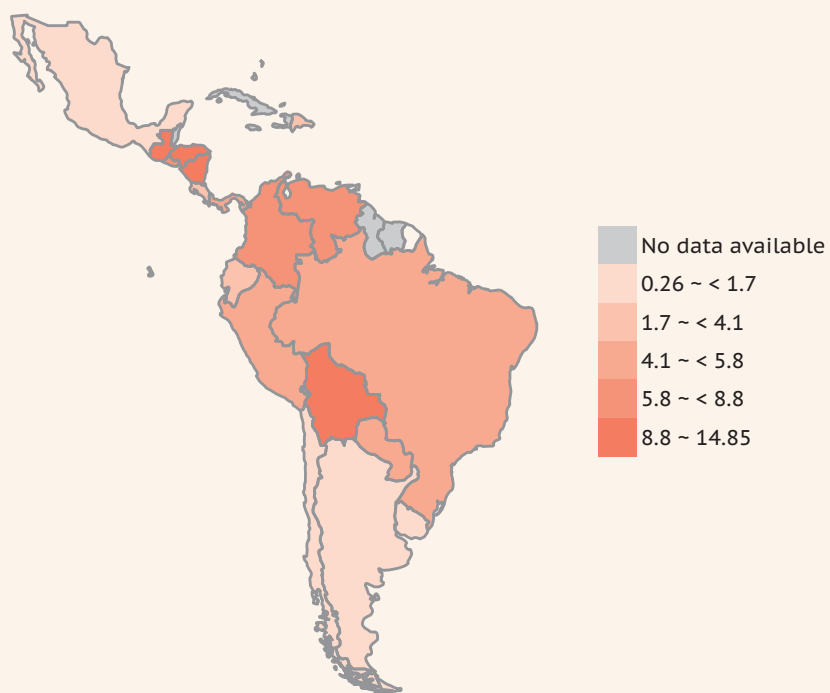 No data available
0.26 ~ < 1.7
1.7 ~ < 4.1
4.1 ~ < 5.8
5.8 ~ < 8.8
8.8 ~ 14.85